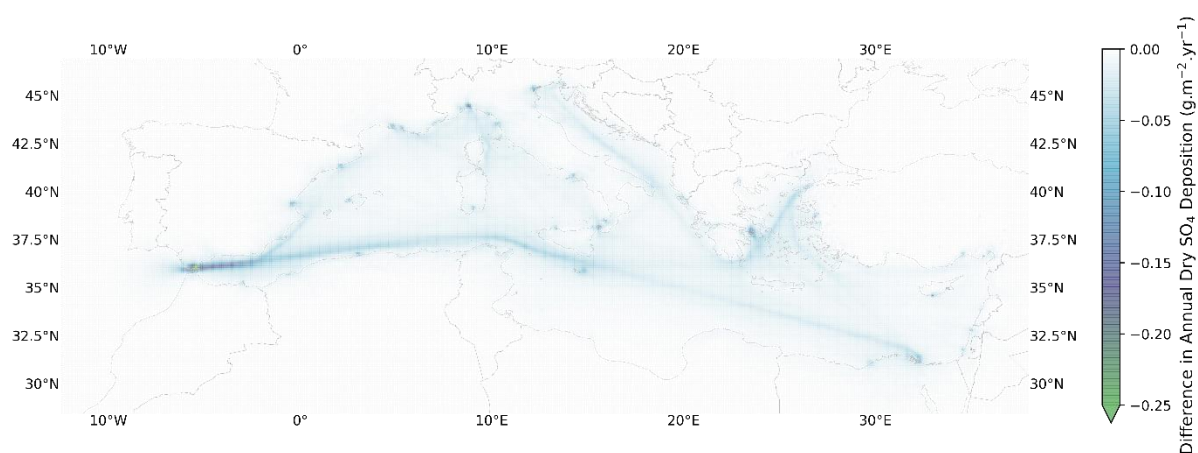 10°W 0° 10°E 20°E 30°E
45°N 45°N
42.5°N 42.5°N
40°N 40°N
37.5°N 37.5°N
35°N 35°N
32.5°N 32.5°N
30°N 30°N
10°W 0° 10°E 20°E 30°E
0.00
−0.05
−0.10
−0.15
−0.20
−0.25
Difference in Annual Dry SO₄ Deposition (g.m⁻².yr⁻¹)